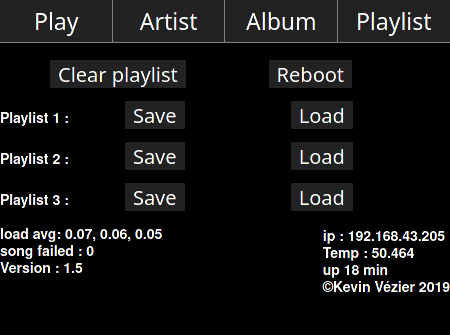 Play Artist Album Playlist
Clear playlist Reboot
Playlist 1 : Save Load
Playlist 2 : Save Load
Playlist 3 : Save Load
load avg: 0.07, 0.06, 0.05
song failed : 0
Version : 1.5
ip : 192.168.43.205
Temp : 50.464
up 18 min
©Kevin Vézier 2019